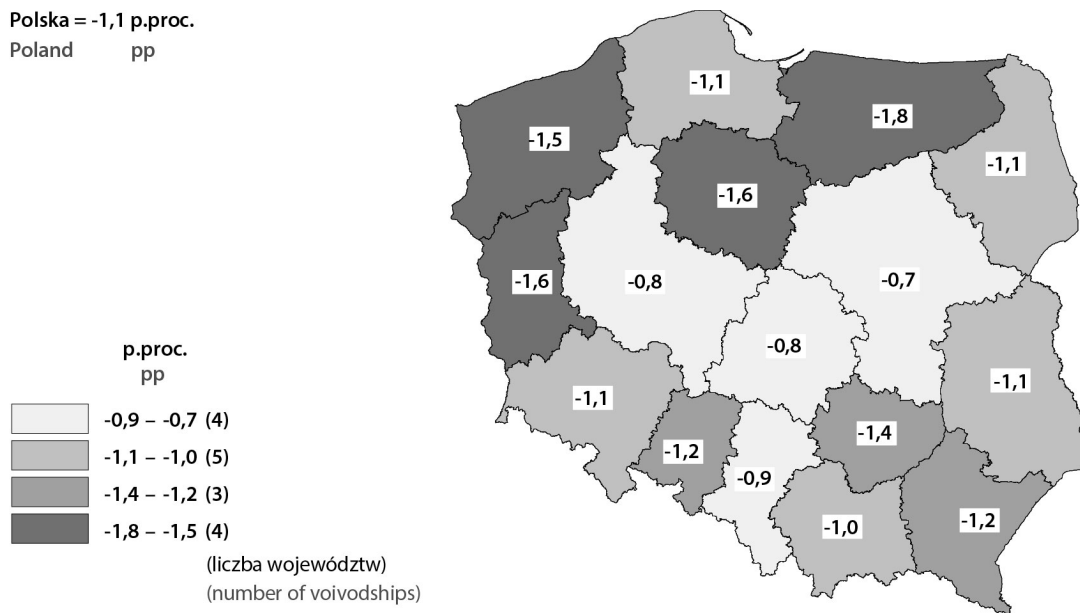 Polska = -1,1 p.proc.
Poland pp
-1,1
-1,8
-1,5
-1,1
-1,6
-1,6
-0,8
-0,7
-0,8
-1,1
-1,1
-1,4
-1,2
-0,9
-1,0
-1,2
p.proc.
pp
-0,9 – -0,7 (4)
-1,1 – -1,0 (5)
-1,4 – -1,2 (3)
-1,8 – -1,5 (4)
(liczba województw)
(number of voivodships)